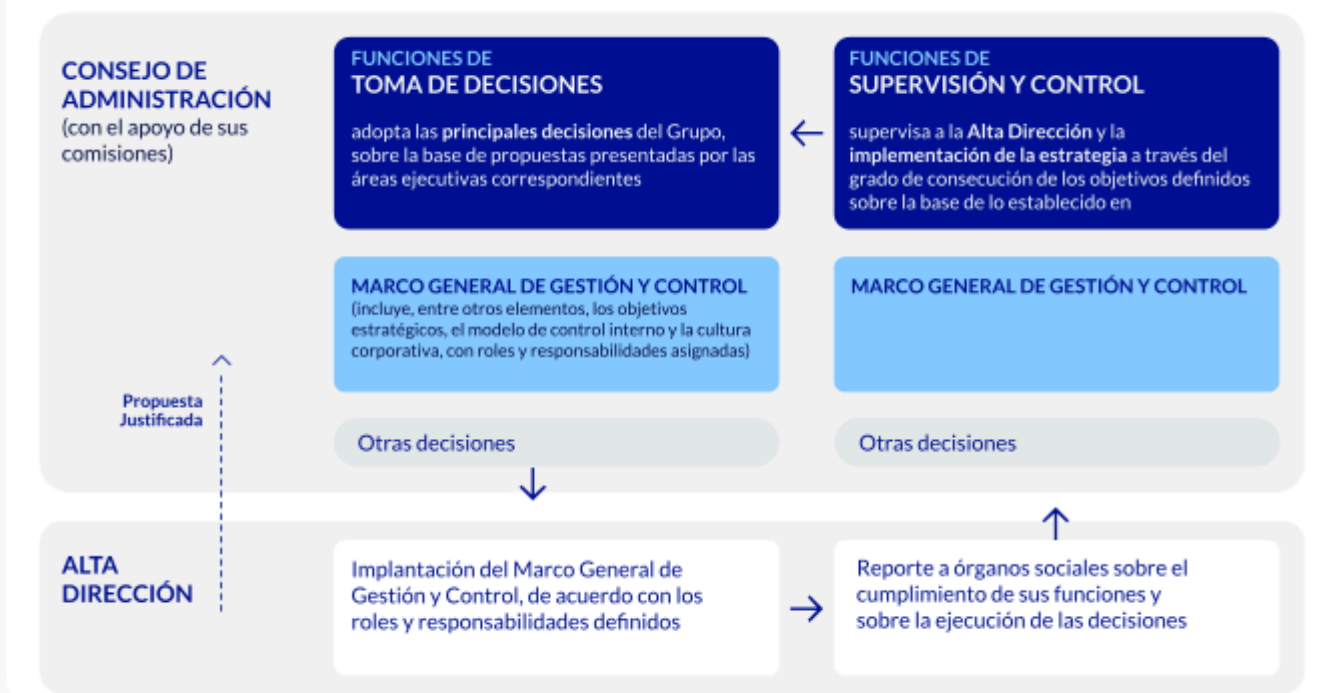 CONSEJO DE
ADMINISTRACIÓN
(con el apoyo de sus
comisiones)
FUNCIONES DE
TOMA DE DECISIONES
adopta las principales decisiones del Grupo,
sobre la base de propuestas presentadas por las
áreas ejecutivas correspondientes
FUNCIONES DE
SUPERVISIÓN Y CONTROL
supervisa a la Alta Dirección y la
implementación de la estrategia a través del
grado de consecución de los objetivos definidos
sobre la base de lo establecido en
MARCO GENERAL DE GESTIÓN Y CONTROL
(incluye, entre otros elementos, los objetivos
estratégicos, el modelo de control interno y la cultura
corporativa, con roles y responsabilidades asignadas)
MARCO GENERAL DE GESTIÓN Y CONTROL
Propuesta
Justificada
Otras decisiones
Otras decisiones
ALTA
DIRECCIÓN
Implantación del Marco General de
Gestión y Control, de acuerdo con los
roles y responsabilidades definidos
Reporte a órganos sociales sobre el
cumplimiento de sus funciones y
sobre la ejecución de las decisiones